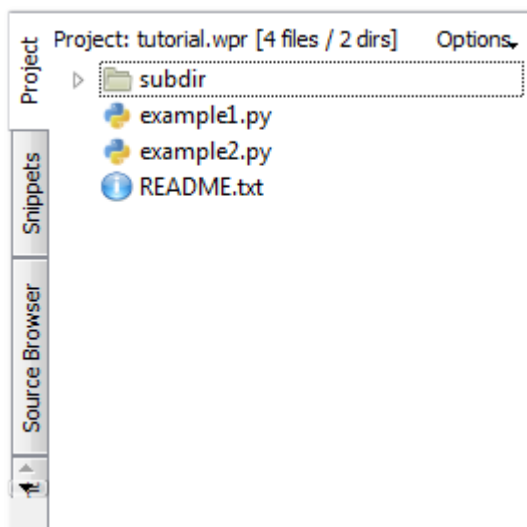 Project: tutorial.wpr [4 files / 2 dirs] Options
subdir
example1.py
example2.py
README.txt
Project
Snippets
Source Browser